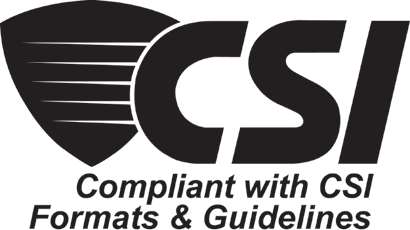 CSI
Compliant with CSI
Formats & Guidelines